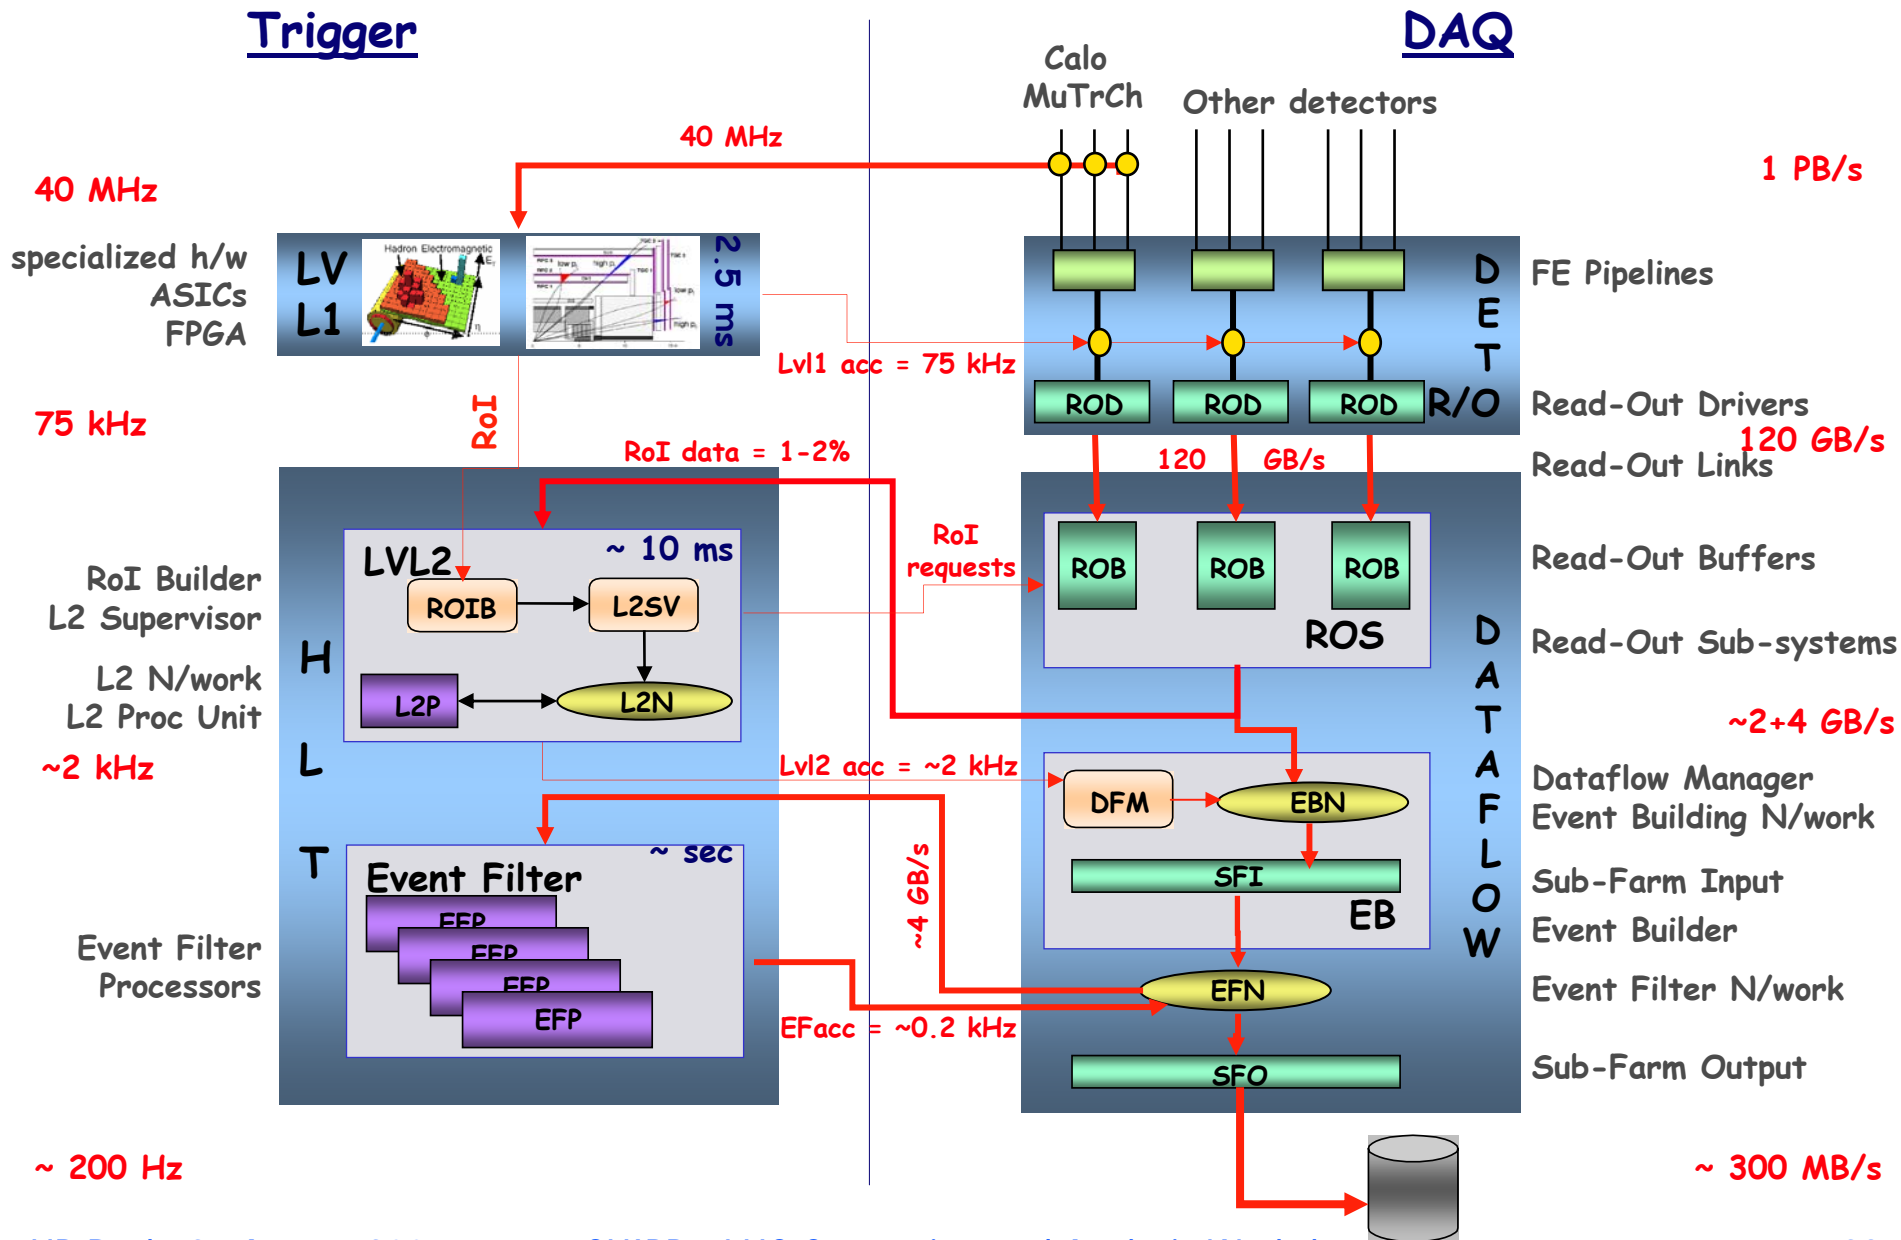 Trigger
DAQ
Calo
MuTrCh
Other detectors
40 MHz
40 MHz
1 PB/s
specialized h/w
ASICs
FPGA
LV
L1
Hadron Electromagnetic
high p
low p
low p
high p
2.5 ms
D
E
T
R/O
FE Pipelines
Lvl1 acc = 75 kHz
ROD
ROD
ROD
Read-Out Drivers
75 kHz
RoI
120 GB/s
RoI data = 1-2%
120 GB/s
Read-Out Links
LVL2
~ 10 ms
RoI
requests
ROB
ROB
ROB
Read-Out Buffers
RoI Builder
L2 Supervisor
ROIB
L2SV
ROS
Read-Out Sub-systems
H
L
T
D
A
T
A
F
L
O
W
L2 N/work
L2 Proc Unit
L2P
L2N
~2+4 GB/s
~2 kHz
Lvl2 acc = ~2 kHz
DFM
EBN
Dataflow Manager
Event Building N/work
~ sec
Event Filter
~4 GB/s
SFI
EB
Sub-Farm Input
Event Builder
EFP
EFP
EFP
EFP
Event Filter
Processors
EFN
Event Filter N/work
EFacc = ~0.2 kHz
SFO
Sub-Farm Output
~ 200 Hz
~ 300 MB/s